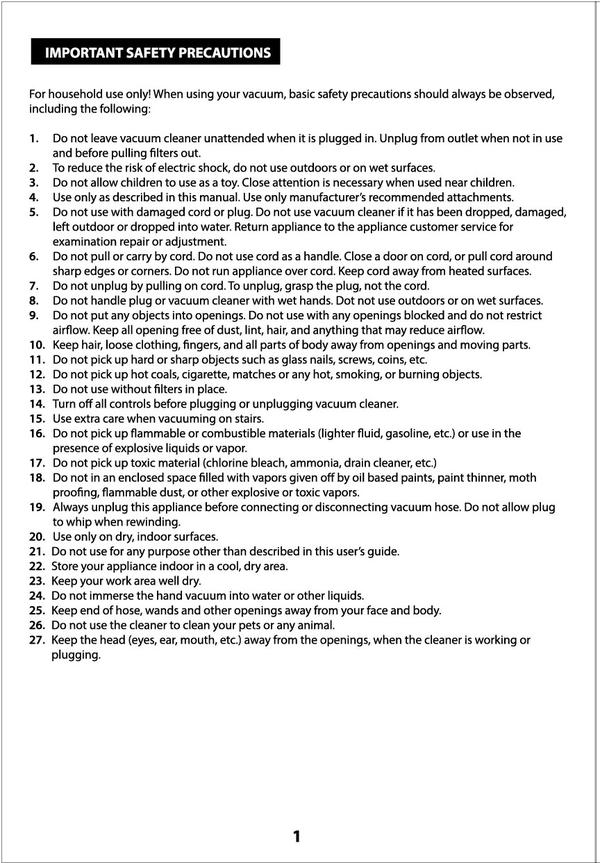 IMPORTANT SAFETY PRECAUTIONS
For household use only! When using your vacuum, basic safety precautions should always be observed,
including the following:
1. Do not leave vacuum cleaner unattended when it is plugged in. Unplug from outlet when not in use
and before pulling filters out.
2. To reduce the risk of electric shock, do not use outdoors or on wet surfaces.
3. Do not allow children to use as a toy. Close attention is necessary when used near children.
4. Use only as described in this manual. Use only manufacturer's recommended attachments.
5. Do not use with damaged cord or plug. Do not use vacuum cleaner if it has been dropped, damaged,
left outdoor or dropped into water. Return appliance to the appliance customer service for
examination repair or adjustment.
6. Do not pull or carry by cord. Do not use cord as a handle. Close a door on cord, or pull cord around
sharp edges or corners. Do not run appliance over cord. Keep cord away from heated surfaces.
7. Do not unplug by pulling on cord. To unplug, grasp the plug, not the cord.
8. Do not handle plug or vacuum cleaner with wet hands. Dot not use outdoors or on wet surfaces.
9. Do not put any objects into openings. Do not use with any openings blocked and do not restrict
airflow. Keep all opening free of dust, lint, hair, and anything that may reduce airflow.
10. Keep hair, loose clothing, fingers, and all parts of body away from openings and moving parts.
11. Do not pick up hard or sharp objects such as glass nails, screws, coins, etc.
12. Do not pick up hot coals, cigarette, matches or any hot, smoking, or burning objects.
13. Do not use without filters in place.
14. Turn off all controls before plugging or unplugging vacuum cleaner.
15. Use extra care when vacuuming on stairs.
16. Do not pick up flammable or combustible materials (lighter fluid, gasoline, etc.) or use in the
presence of explosive liquids or vapor.
17. Do not pick up toxic material (chlorine bleach, ammonia, drain cleaner, etc.)
18. Do not in an enclosed space filled with vapors given off by oil based paints, paint thinner, moth
proofing, flammable dust, or other explosive or toxic vapors.
19. Always unplug this appliance before connecting or disconnecting vacuum hose. Do not allow plug
to whip when rewinding.
20. Use only on dry, indoor surfaces.
21. Do not use for any purpose other than described in this user's guide.
22. Store your appliance indoor in a cool, dry area.
23. Keep your work area well dry.
24. Do not immerse the hand vacuum into water or other liquids.
25. Keep end of hose, wands and other openings away from your face and body.
26. Do not use the cleaner to clean your pets or any animal.
27. Keep the head (eyes, ear, mouth, etc.) away from the openings, when the cleaner is working or
plugging.
1